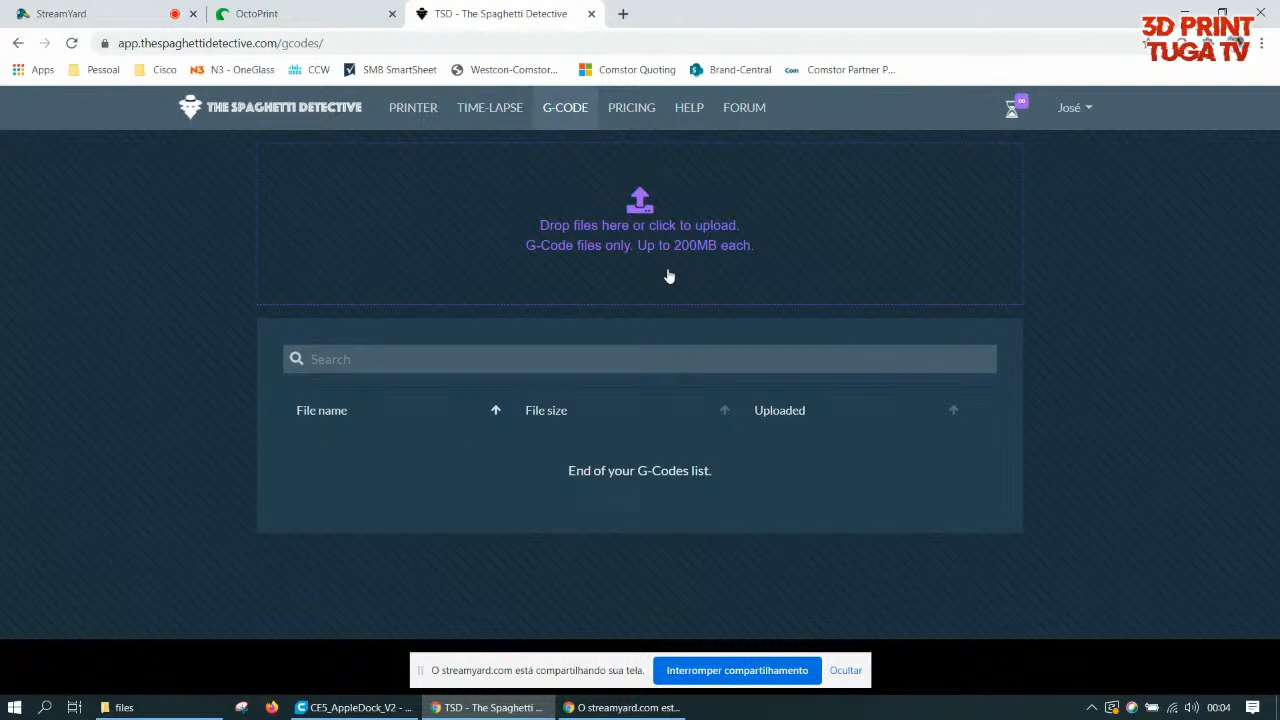 StreamYard
OctoPrint
TSD - The Spaghetti Detective
3D PRINT
TUGA TV
app.thespaghettidetective.com/gcodes/
Apps
Pessoal
Cisco
N3 - OneGlass
CCW
SMB SmartSheet
Westcon-Comstor...
Comstor Quoting
Brand-Central
Comstor Partner P...
THE SPAGHETTI DETECTIVE
PRINTER
TIME-LAPSE
G-CODE
PRICING
HELP
FORUM
∞
José
Drop files here or click to upload.
G-Code files only. Up to 200MB each.
Search
File name
File size
Uploaded
End of your G-Codes list.
O streamyard.com está compartilhando sua tela.
Interromper compartilhamento
Ocultar
files
CE5_AppleDock_V2 - ...
TSD - The Spaghetti ...
O streamyard.com est...
00:04